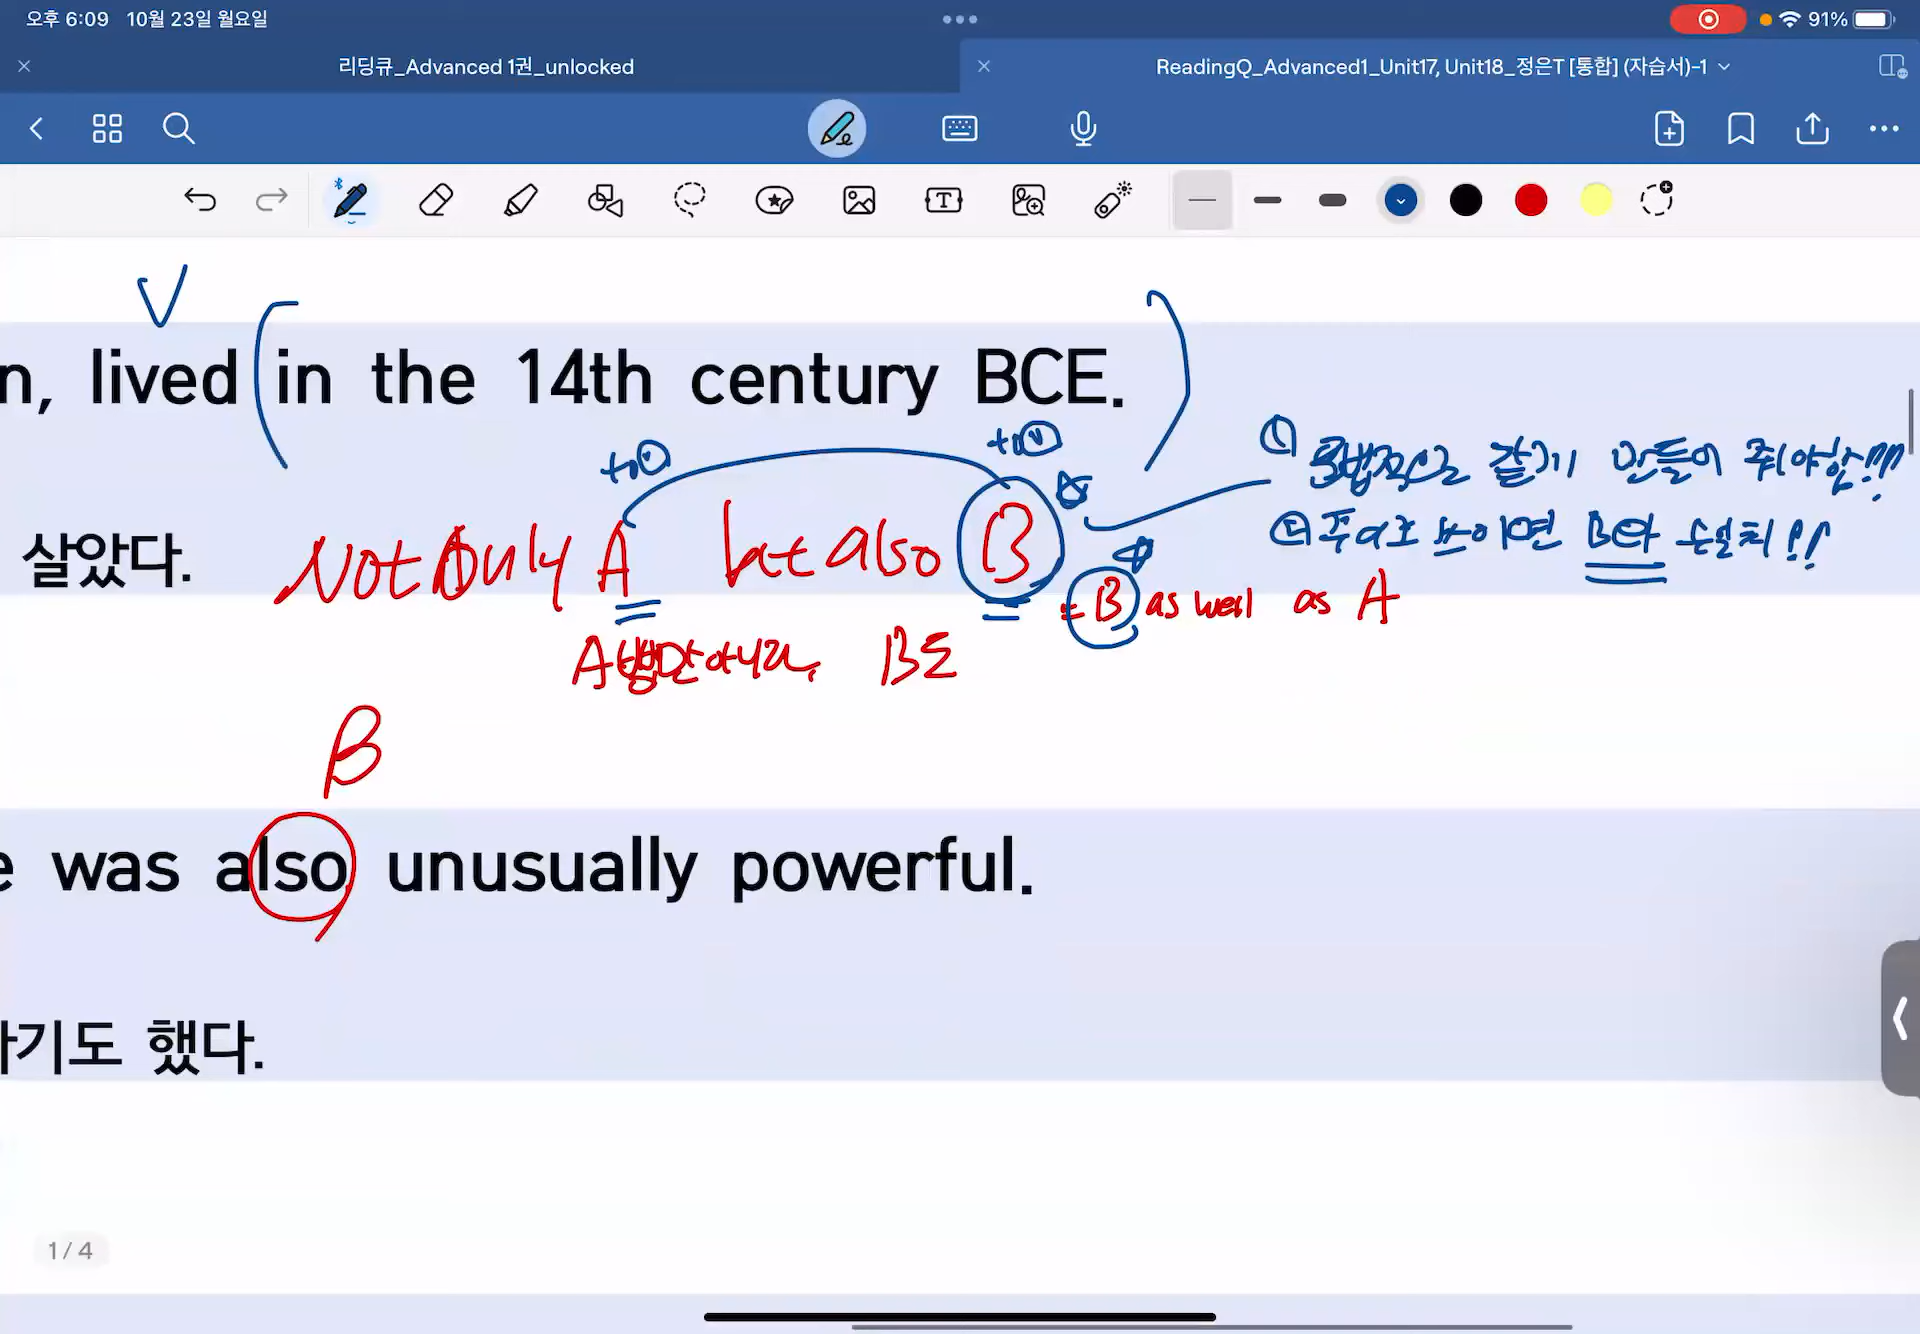 오후 6:09 10월 23일 월요일
91%
리딩큐_Advanced 1권_unlocked
ReadingQ_Advanced1_Unit17, Unit18_정은T [통합] (자습서)-1
V
n, lived (in the 14th century BCE.)
+to ⓥ
+to ⓥ
① 문법적으로 같게 만들어 줘야함!!!
② 주어로 쓰이면 B와 수일치!!
살았다.
Not Only A but also B
= B as well as A
A뿐만아니라, B도
B
e was also unusually powerful.
하기도 했다.
1 / 4